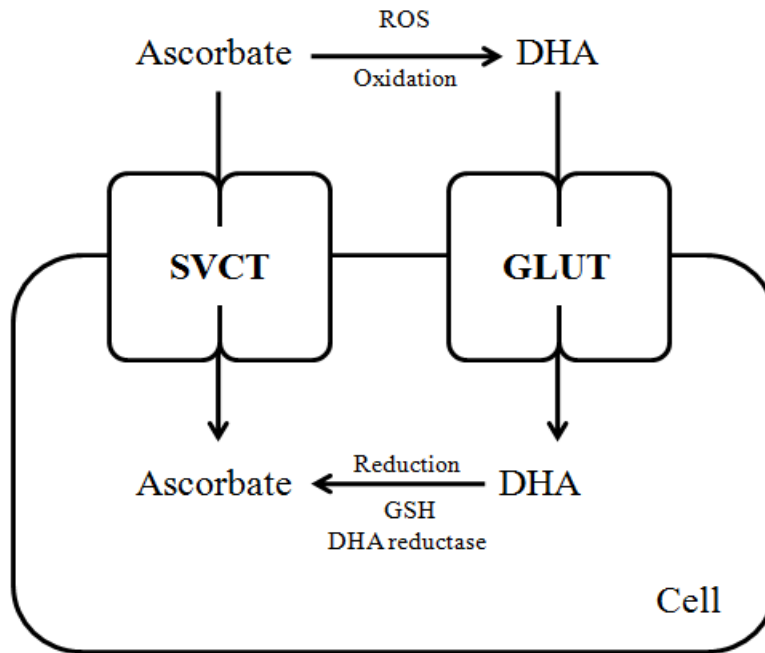 ROS
Ascorbate DHA
Oxidation
SVCT GLUT
Reduction
Ascorbate DHA
GSH
DHA reductase
Cell